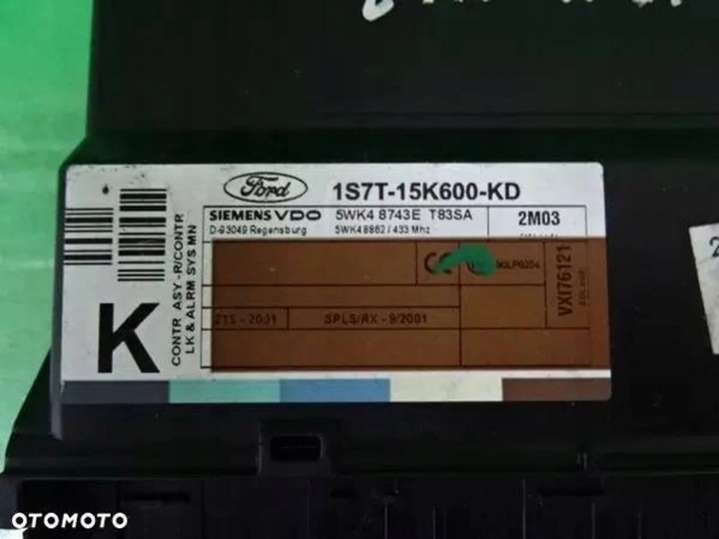 Ford
1S7T-15K600-KD
SIEMENS VDO
D-93049 Regensburg
5WK4 8743E T83SA
5WK4 8862 / 433 Mhz
2M03
CONTR ASY -R/CONTR
LK & ALRM SYS MN
K
VXI76121
- 2001
SPLS/RX - 9/2001
OTOMOTO